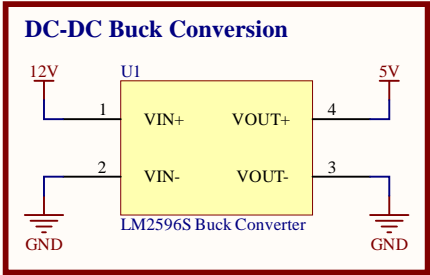 DC-DC Buck Conversion
12V U1 5V
1 VIN+ VOUT+ 4
2 VIN- VOUT- 3
LM2596S Buck Converter
GND GND